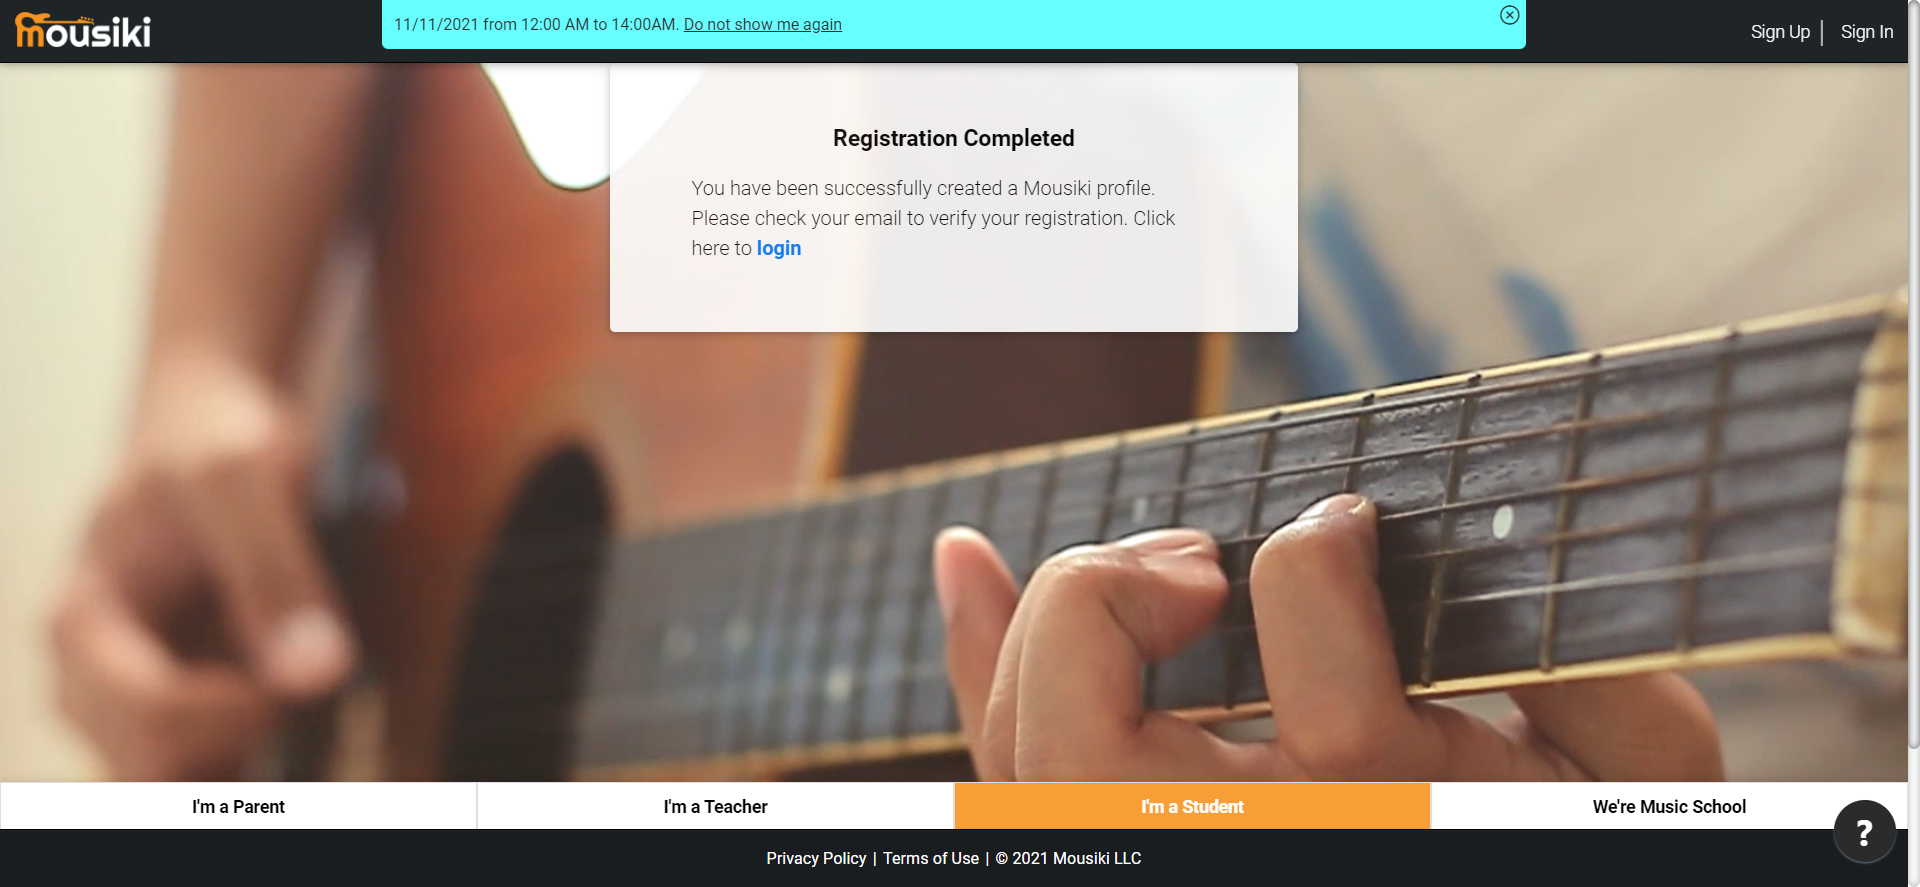 mousiki
11/11/2021 from 12:00 AM to 14:00AM. Do not show me again
Sign Up | Sign In
Registration Completed
You have been successfully created a Mousiki profile.
Please check your email to verify your registration. Click
here to login
I'm a Parent
I'm a Teacher
I'm a Student
We're Music School
?
Privacy Policy | Terms of Use | © 2021 Mousiki LLC